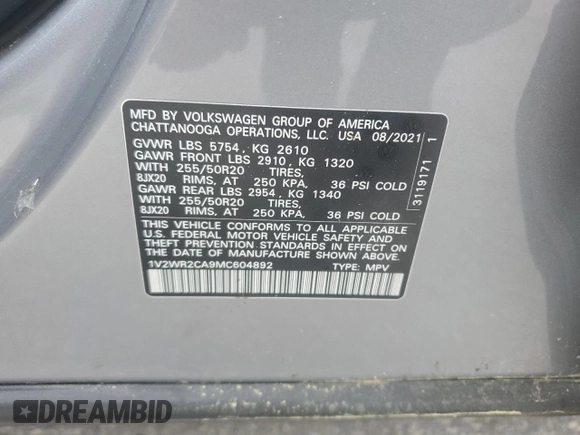 MFD BY VOLKSWAGEN GROUP OF AMERICA
CHATTANOOGA OPERATIONS, LLC. USA 08/2021
GVWR LBS 5754 , KG 2610
GAWR FRONT LBS 2910 , KG 1320
WITH 255/50R20 TIRES,
8JX20 RIMS, AT 250 KPA, 36 PSI COLD
GAWR REAR LBS 2954 , KG 1340
WITH 255/50R20 TIRES,
8JX20 RIMS, AT 250 KPA, 36 PSI COLD
THIS VEHICLE CONFORMS TO ALL APPLICABLE
U.S. FEDERAL MOTOR VEHICLE SAFETY AND
THEFT PREVENTION STANDARDS IN EFFECT
ON THE DATE OF MANUFACTURE SHOWN ABOVE
1V2WR2CA9MC604892 TYPE: MPV
3119171 1
DREAMBID